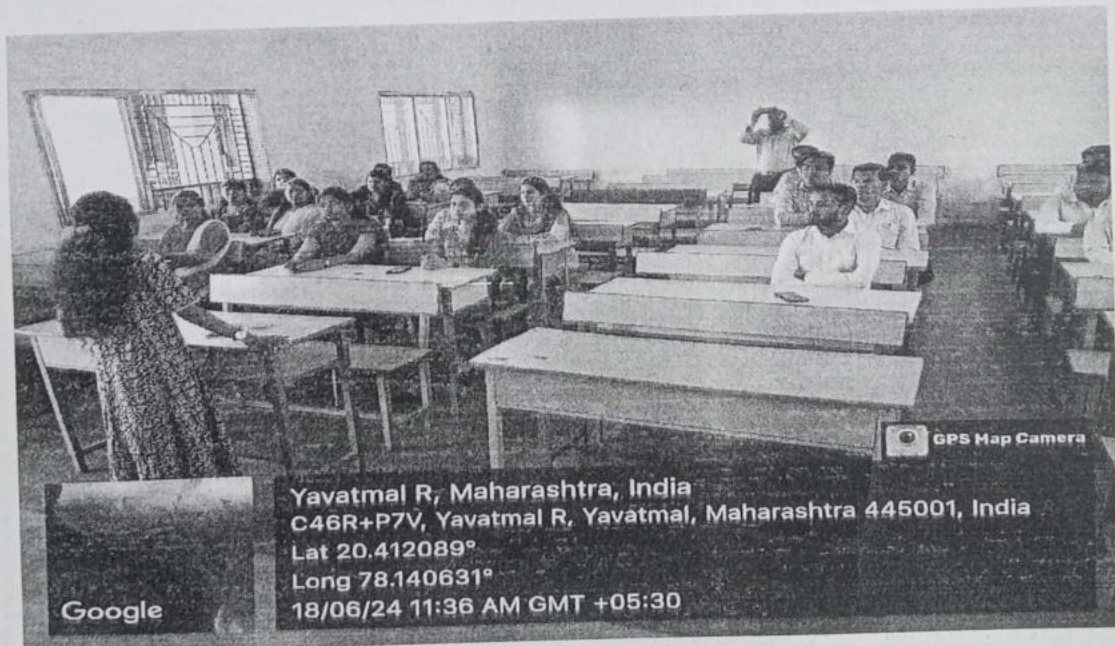 GPS Map Camera
Yavatmal R, Maharashtra, India
C46R+P7V, Yavatmal R, Yavatmal, Maharashtra 445001, India
Lat 20.412089°
Long 78.140631°
18/06/24 11:36 AM GMT +05:30
Google